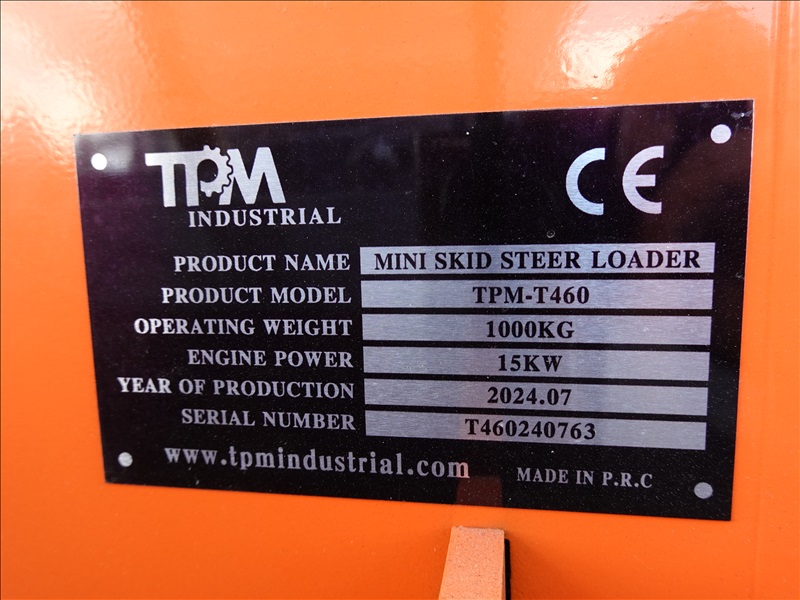 TPM CE
INDUSTRIAL
PRODUCT NAME MINI SKID STEER LOADER
PRODUCT MODEL TPM-T460
OPERATING WEIGHT 1000KG
ENGINE POWER 15KW
YEAR OF PRODUCTION 2024.07
SERIAL NUMBER T460240763
www.tpmindustrial.com MADE IN P.R.C